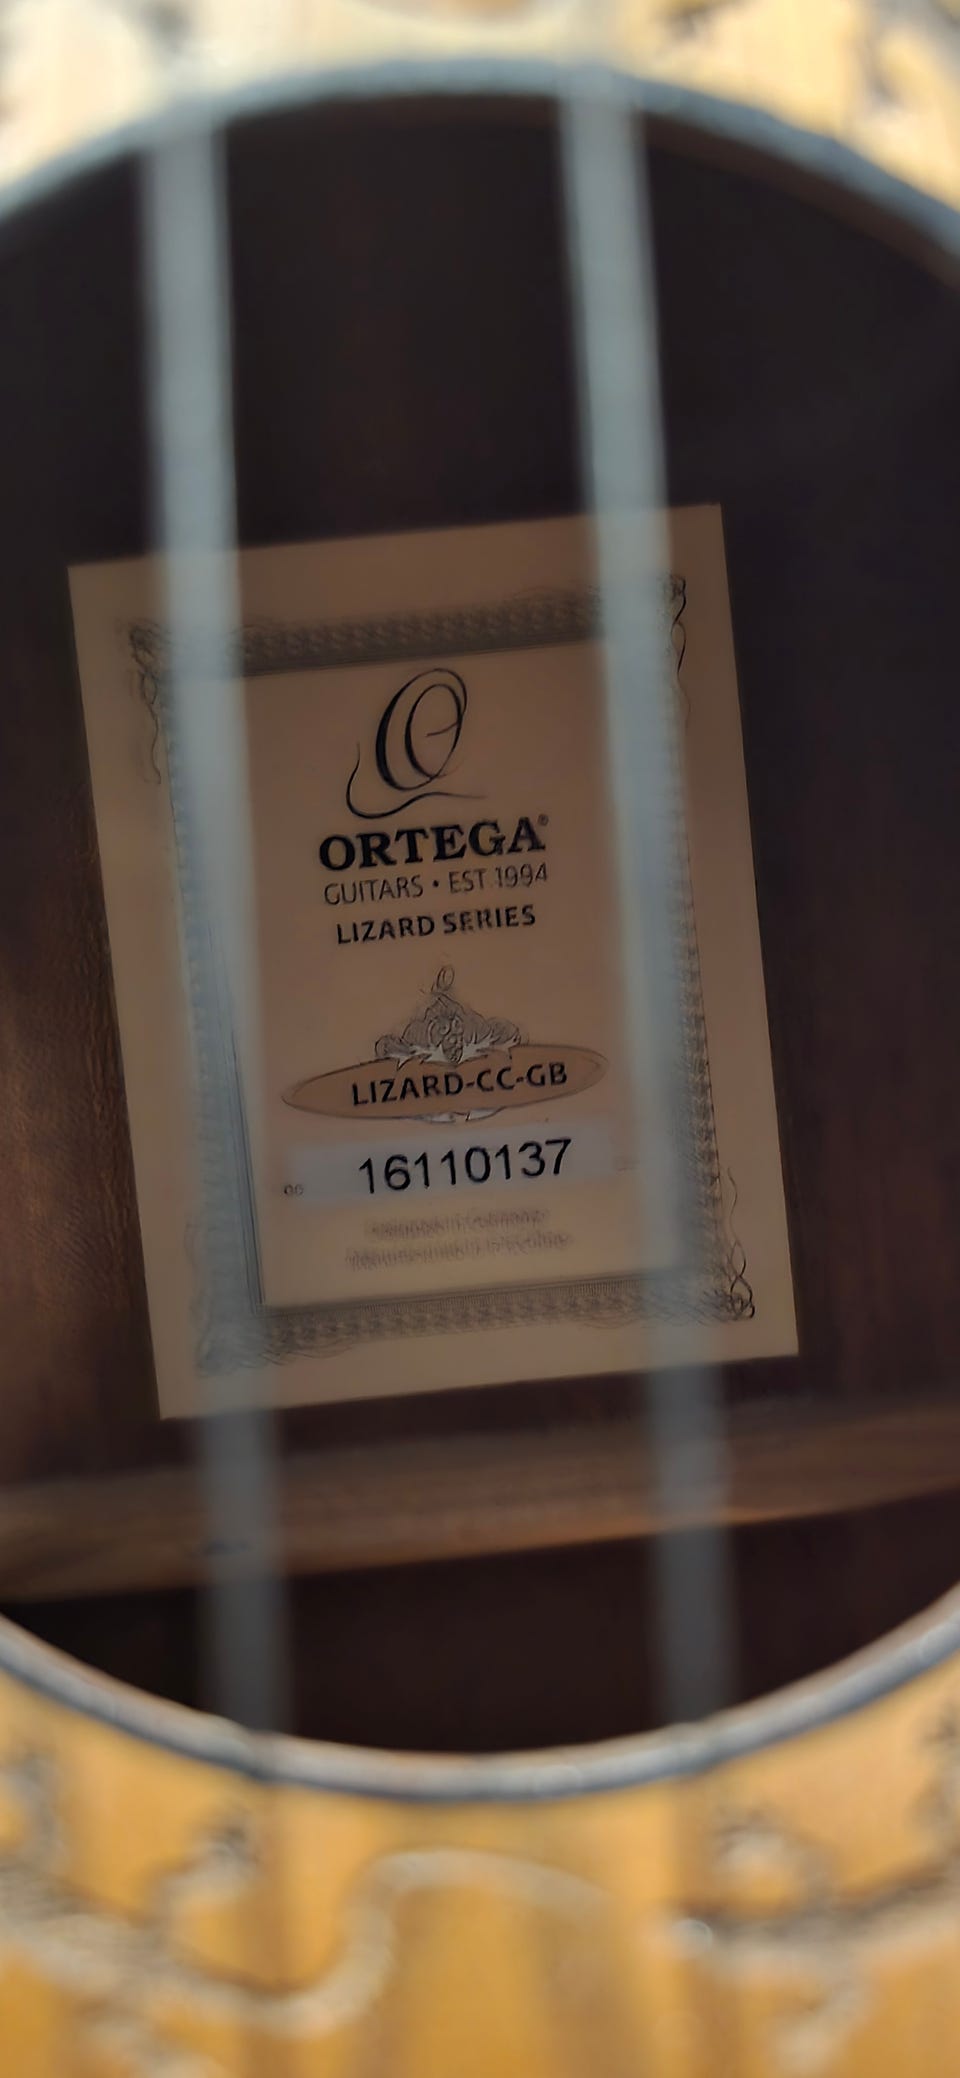 ORTEGA®
GUITARS • EST 1994
LIZARD SERIES
LIZARD-CC-GB
16110137